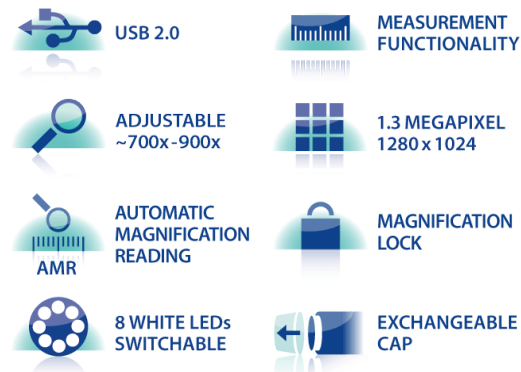 USB 2.0
MEASUREMENT
FUNCTIONALITY
ADJUSTABLE
~700x-900x
1.3 MEGAPIXEL
1280 x 1024
AMR
AUTOMATIC
MAGNIFICATION
READING
MAGNIFICATION
LOCK
8 WHITE LEDs
SWITCHABLE
EXCHANGEABLE
CAP